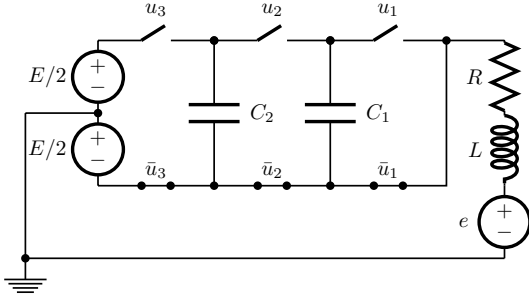 u₃ u₂ u₁
E/2 + −
R
C₂ C₁
E/2 + −
L
ū₃ ū₂ ū₁
e + −